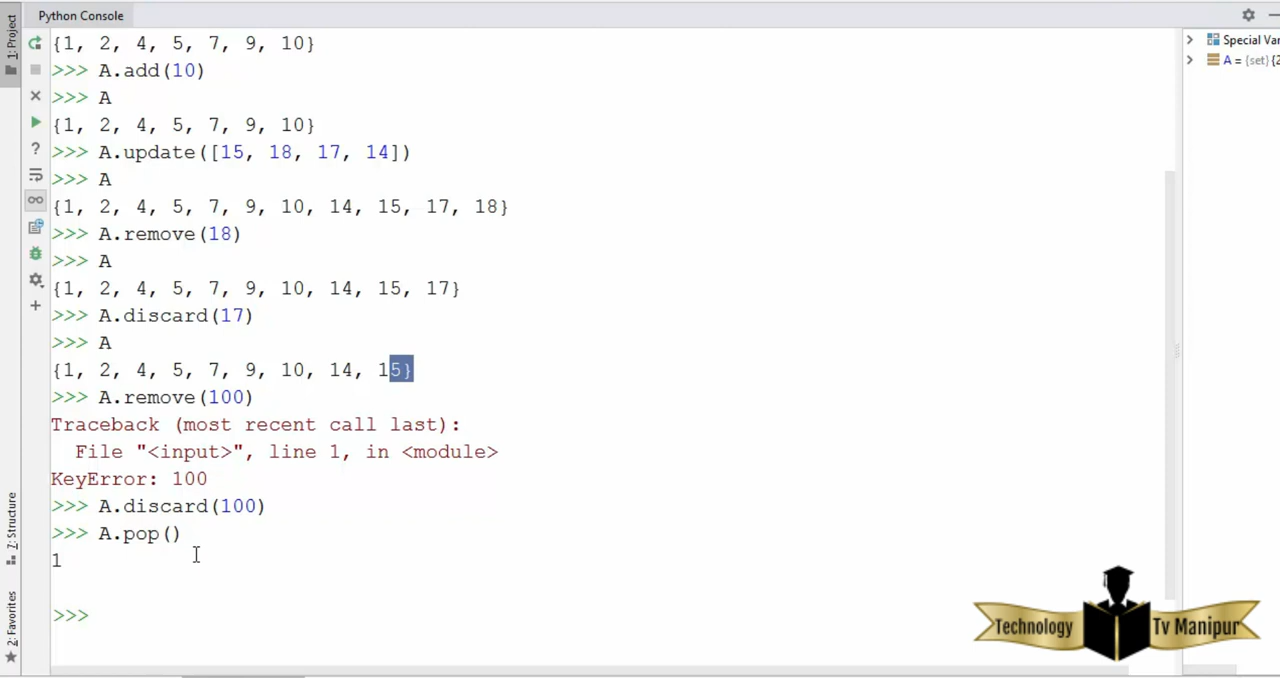 Python Console
1: Project
{1, 2, 4, 5, 7, 9, 10}
>>> A.add(10)
>>> A
{1, 2, 4, 5, 7, 9, 10}
>>> A.update([15, 18, 17, 14])
>>> A
{1, 2, 4, 5, 7, 9, 10, 14, 15, 17, 18}
>>> A.remove(18)
>>> A
{1, 2, 4, 5, 7, 9, 10, 14, 15, 17}
>>> A.discard(17)
>>> A
{1, 2, 4, 5, 7, 9, 10, 14, 15}
>>> A.remove(100)
Traceback (most recent call last):
  File "<input>", line 1, in <module>
KeyError: 100
>>> A.discard(100)
>>> A.pop()
1
>>>
Special Var
A = {set} {2
7: Structure
2: Favorites
Technology Tv Manipur